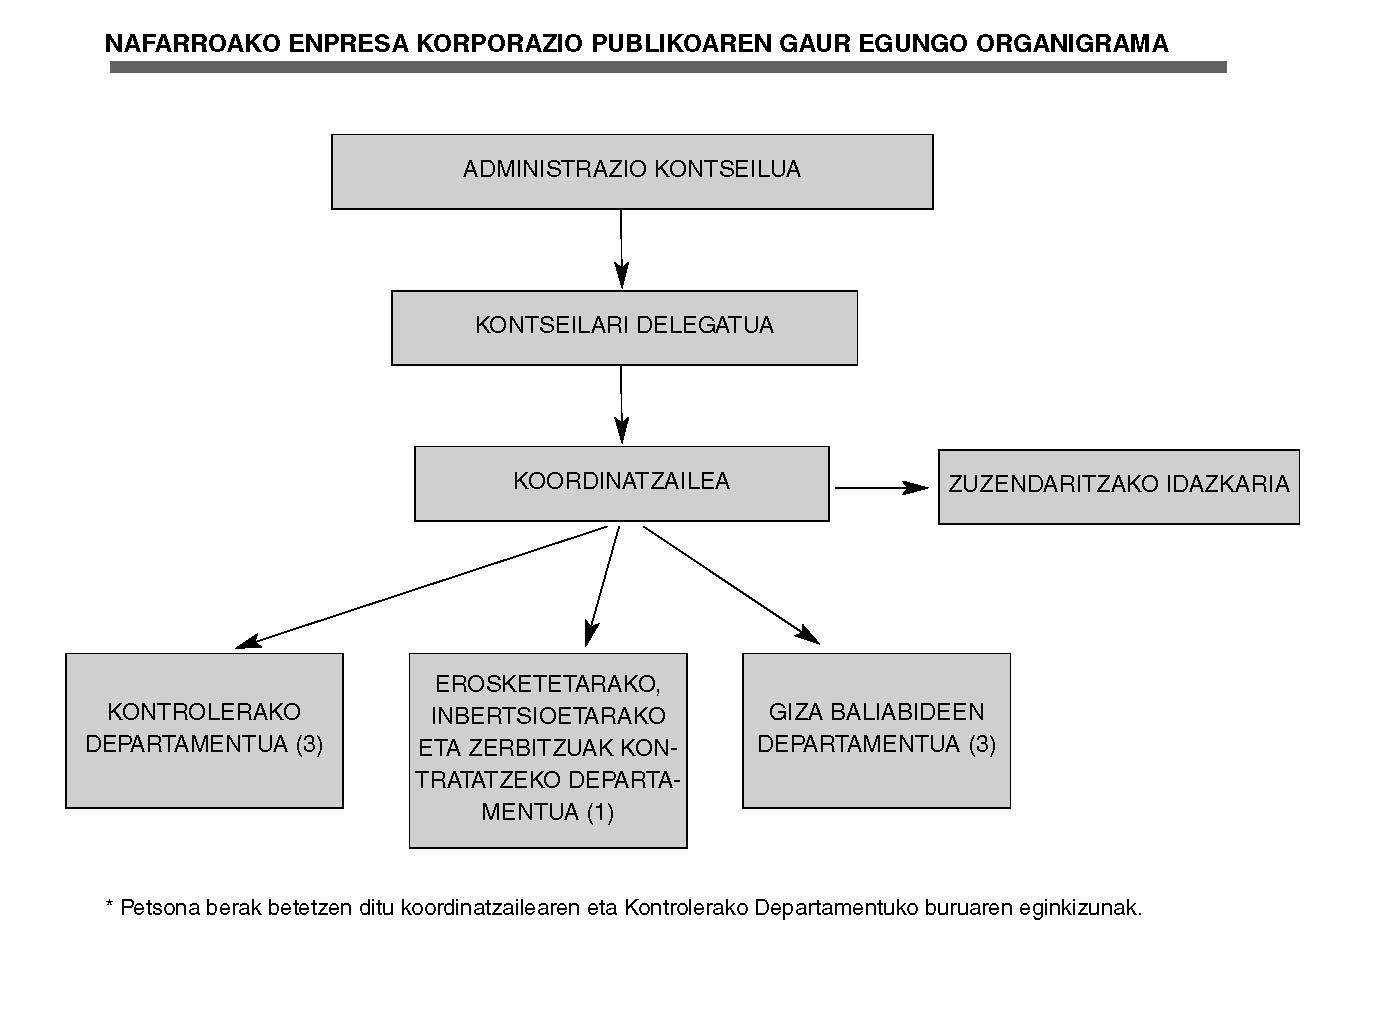 NAFARROAKO ENPRESA KORPORAZIO PUBLIKOAREN GAUR EGUNGO ORGANIGRAMA
ADMINISTRAZIO KONTSEILUA
KONTSEILARI DELEGATUA
KOORDINATZAILEA
ZUZENDARITZAKO IDAZKARIA
KONTROLERAKO
DEPARTAMENTUA (3)
EROSKETETARAKO,
INBERTSIOETARAKO
ETA ZERBITZUAK KON-
TRATATZEKO DEPARTA-
MENTUA (1)
GIZA BALIABIDEEN
DEPARTAMENTUA (3)
* Petsona berak betetzen ditu koordinatzailearen eta Kontrolerako Departamentuko buruaren eginkizunak.